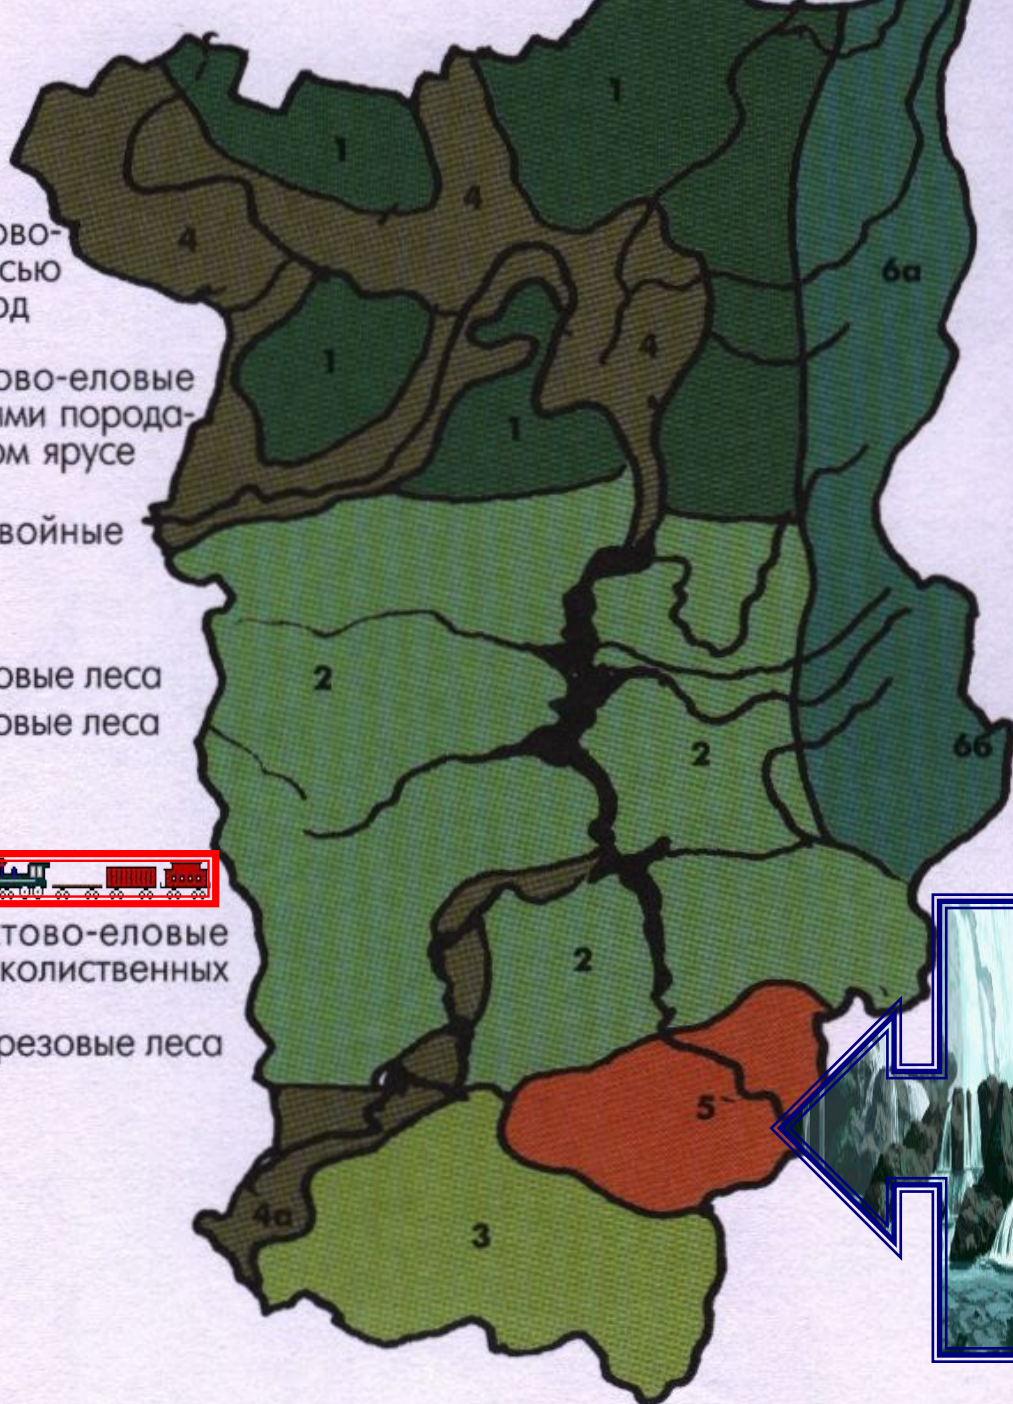 ово-
сью
од
ово-еловые
ами порода-
ом ярусе
войные
овые леса
овые леса
тово-еловые
колиственных
резовые леса
1
1
4
4
6а
1
4
1
2
2
6б
2
5
4а
3